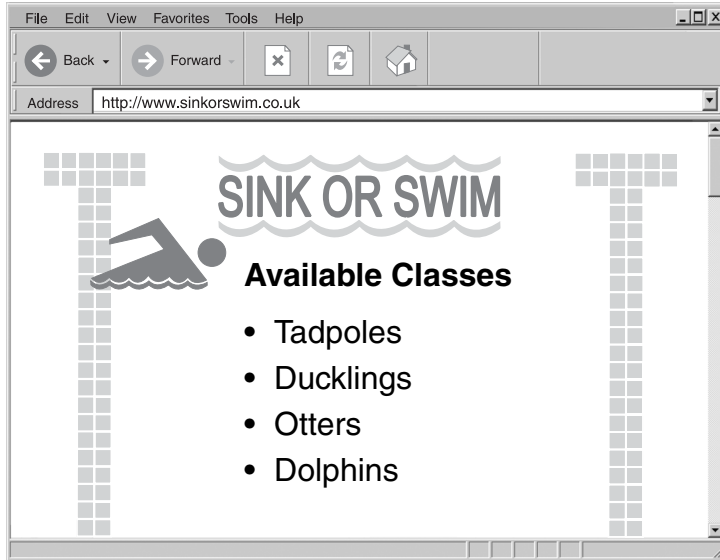 File Edit View Favorites Tools Help
Back Forward
Address http://www.sinkorswim.co.uk
SINK OR SWIM
Available Classes
• Tadpoles
• Ducklings
• Otters
• Dolphins